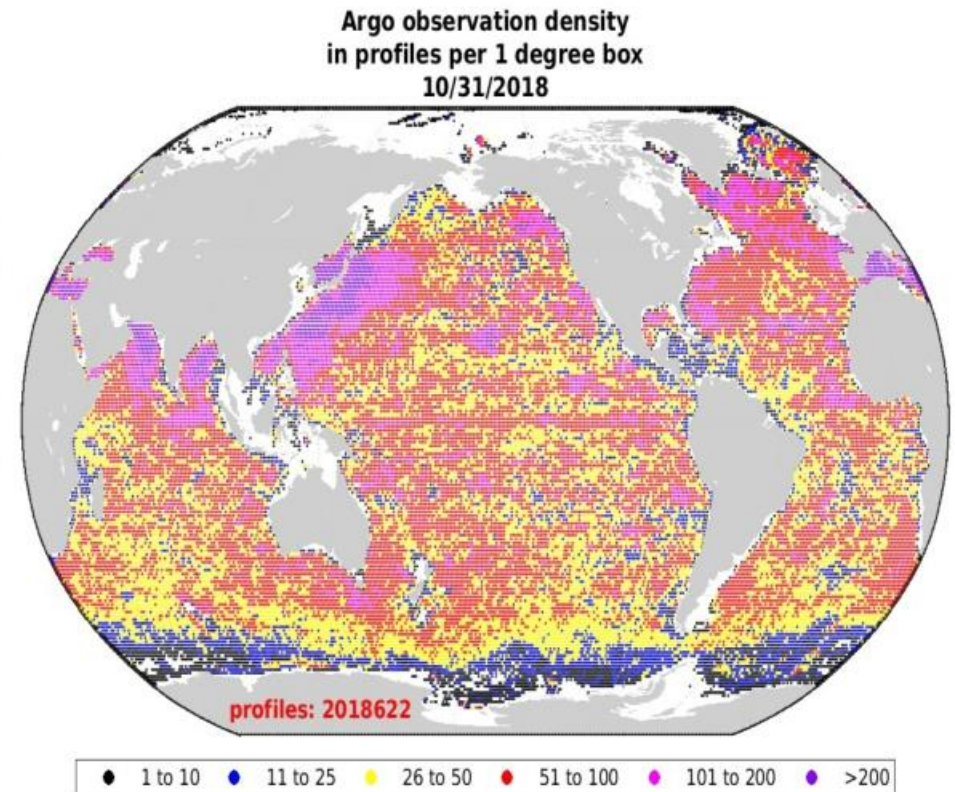 Argo observation density
in profiles per 1 degree box
10/31/2018
profiles: 2018622
1 to 10 11 to 25 26 to 50 51 to 100 101 to 200 >200